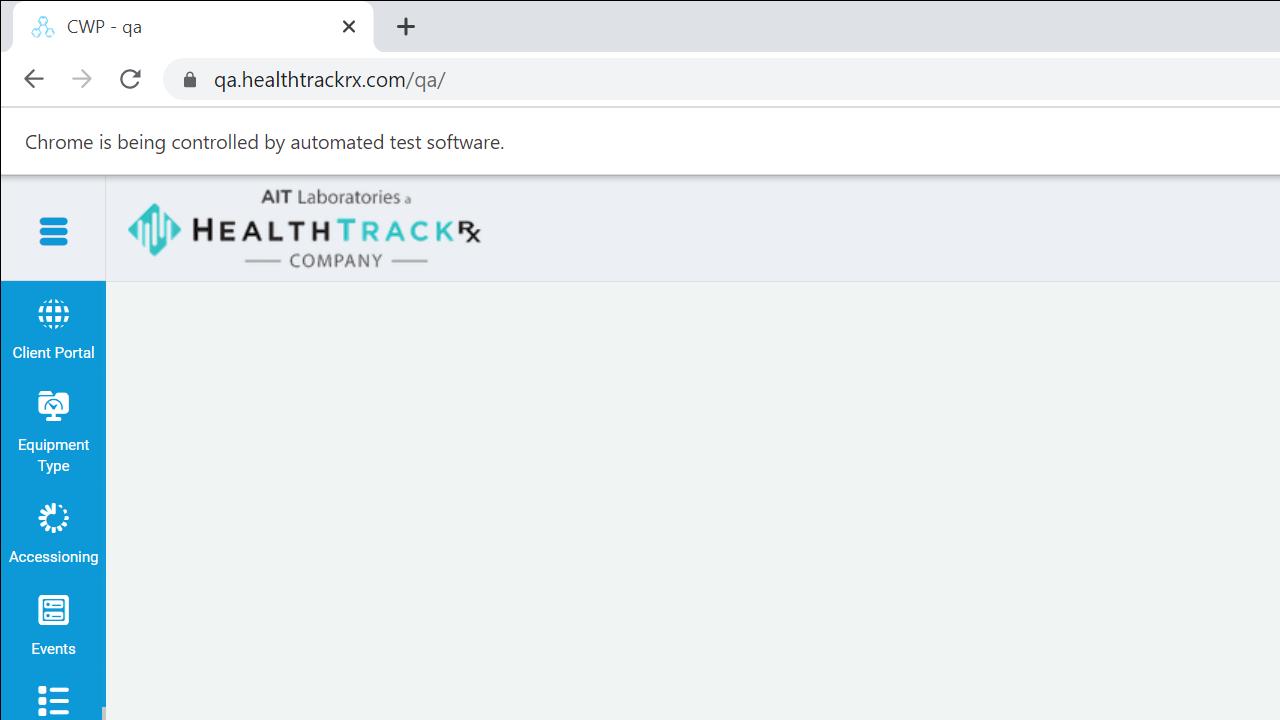 CWP - qa
qa.healthtrackrx.com/qa/
Chrome is being controlled by automated test software.
AIT Laboratories a
HEALTHTRACKRx
COMPANY
Client Portal
Equipment
Type
Accessioning
Events